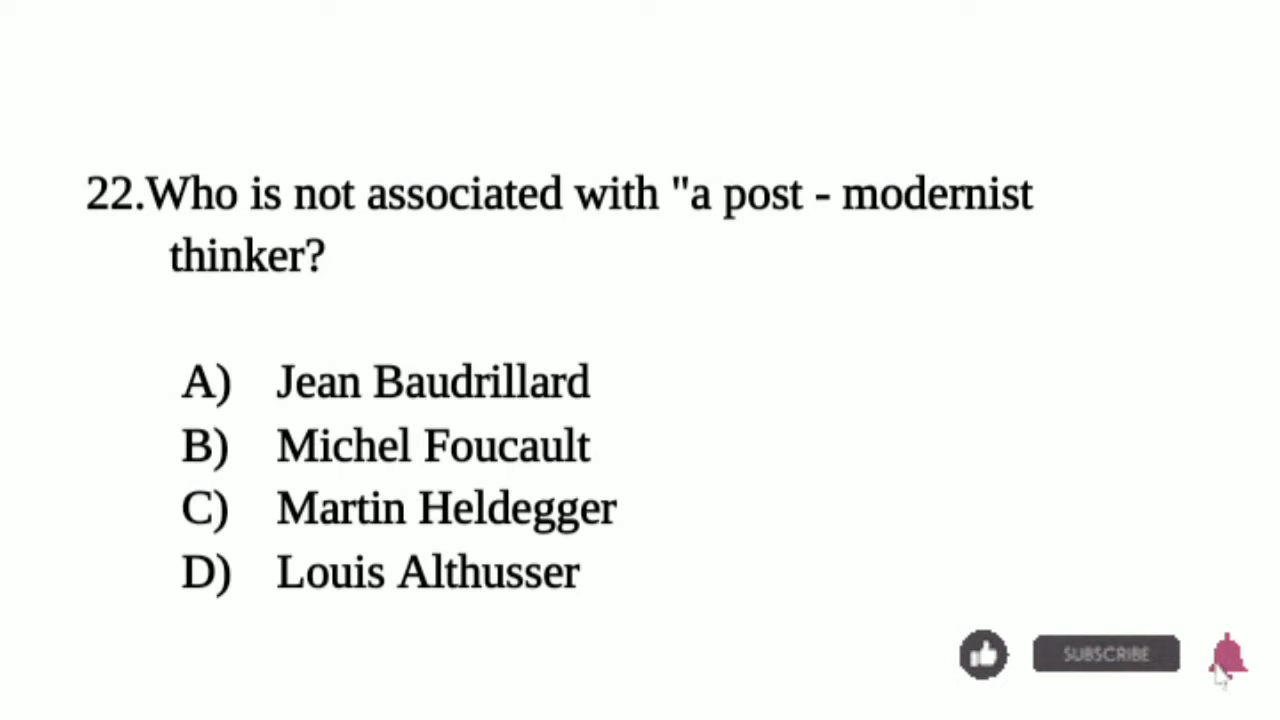 22.Who is not associated with "a post - modernist
thinker?
A) Jean Baudrillard
B) Michel Foucault
C) Martin Heldegger
D) Louis Althusser
SUBSCRIBE